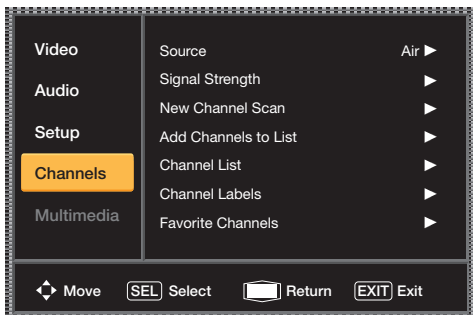 Video
Audio
Setup
Channels
Multimedia
Source Air
Signal Strength
New Channel Scan
Add Channels to List
Channel List
Channel Labels
Favorite Channels
Move SEL Select Return EXIT Exit